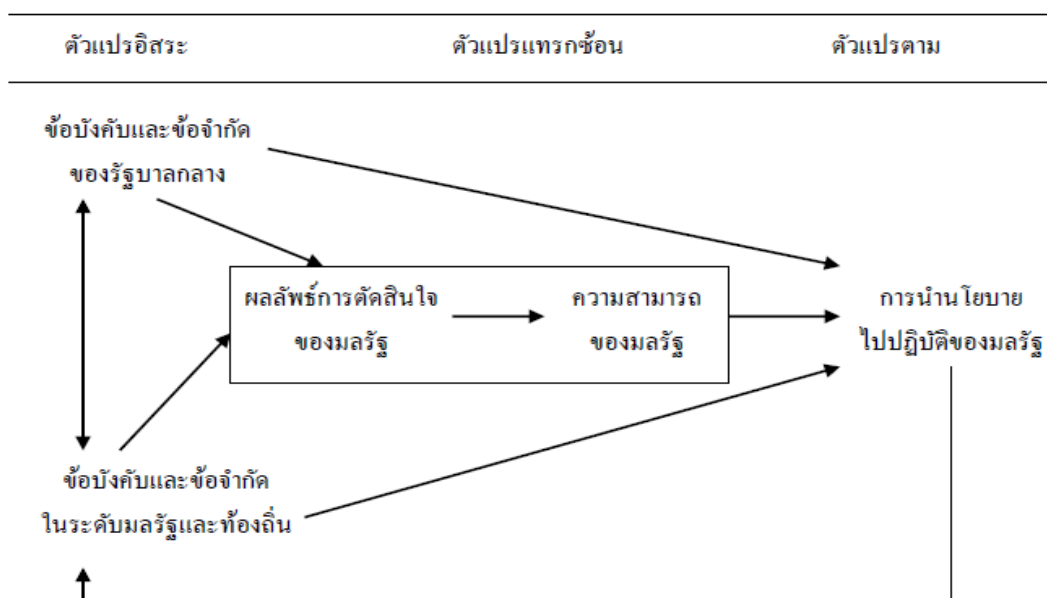 ตัวแปรอิสระ ตัวแปรแทรกซ้อน ตัวแปรตาม
ข้อบังคับและข้อจำกัด
ของรัฐบาลกลาง
ผลลัพธ์การตัดสินใจ ความสามารถ การนำนโยบาย
ของมลรัฐ ของมลรัฐ ไปปฏิบัติของมลรัฐ
ข้อบังคับและข้อจำกัด
ในระดับมลรัฐและท้องถิ่น